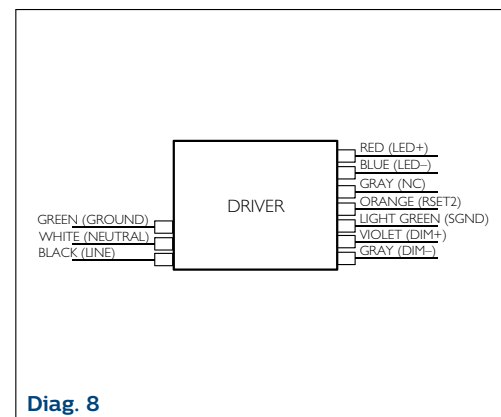 RED (LED+)
BLUE (LED–)
GRAY (NC)
ORANGE (RSET2)
LIGHT GREEN (SGND)
VIOLET (DIM+)
GRAY (DIM–)
DRIVER
GREEN (GROUND)
WHITE (NEUTRAL)
BLACK (LINE)
Diag. 8